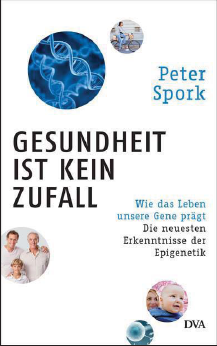 Peter
Spork
GESUNDHEIT
IST KEIN
ZUFALL
Wie das Leben
unsere Gene prägt
Die neuesten
Erkenntnisse der
Epigenetik
DVA